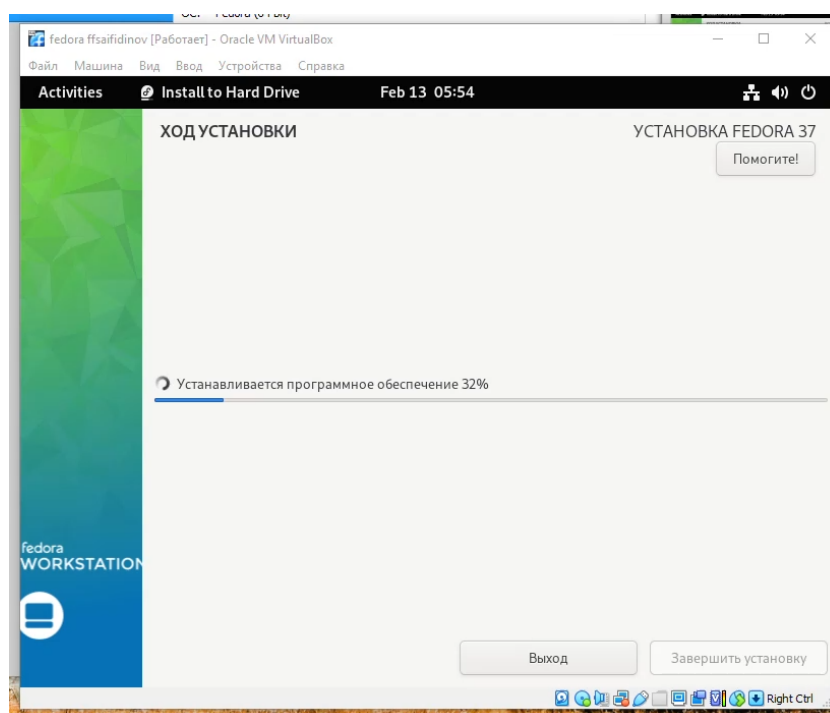 fedora ffsaifidinov [Работает] - Oracle VM VirtualBox
Файл Машина Вид Ввод Устройства Справка
Activities Install to Hard Drive Feb 13 05:54
ХОД УСТАНОВКИ УСТАНОВКА FEDORA 37
Помогите!
Устанавливается программное обеспечение 32%
fedora
WORKSTATION
Выход Завершить установку
Right Ctrl